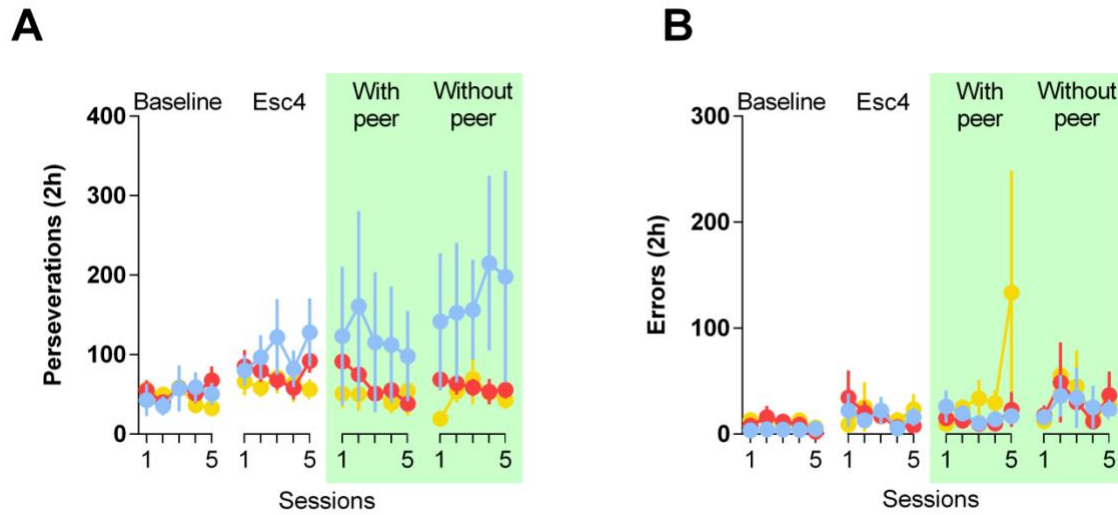 A
Baseline
Esc4
With
peer
Without
peer
400
300
200
100
0
Perseverations (2h)
1
5
1
5
1
5
1
5
Sessions
B
Baseline
Esc4
With
peer
Without
peer
300
200
100
0
Errors (2h)
1
5
1
5
1
5
1
5
Sessions